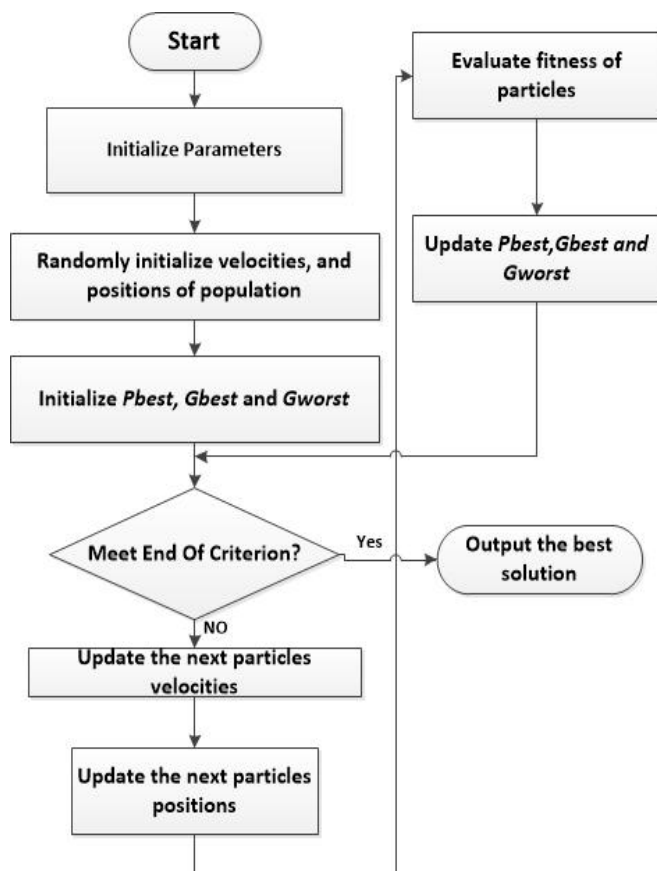 Start
Initialize Parameters
Randomly initialize velocities, and
positions of population
Initialize Pbest, Gbest and Gworst
Meet End Of Criterion?
Yes
Output the best
solution
NO
Update the next particles
velocities
Update the next particles
positions
Evaluate fitness of
particles
Update Pbest,Gbest and
Gworst